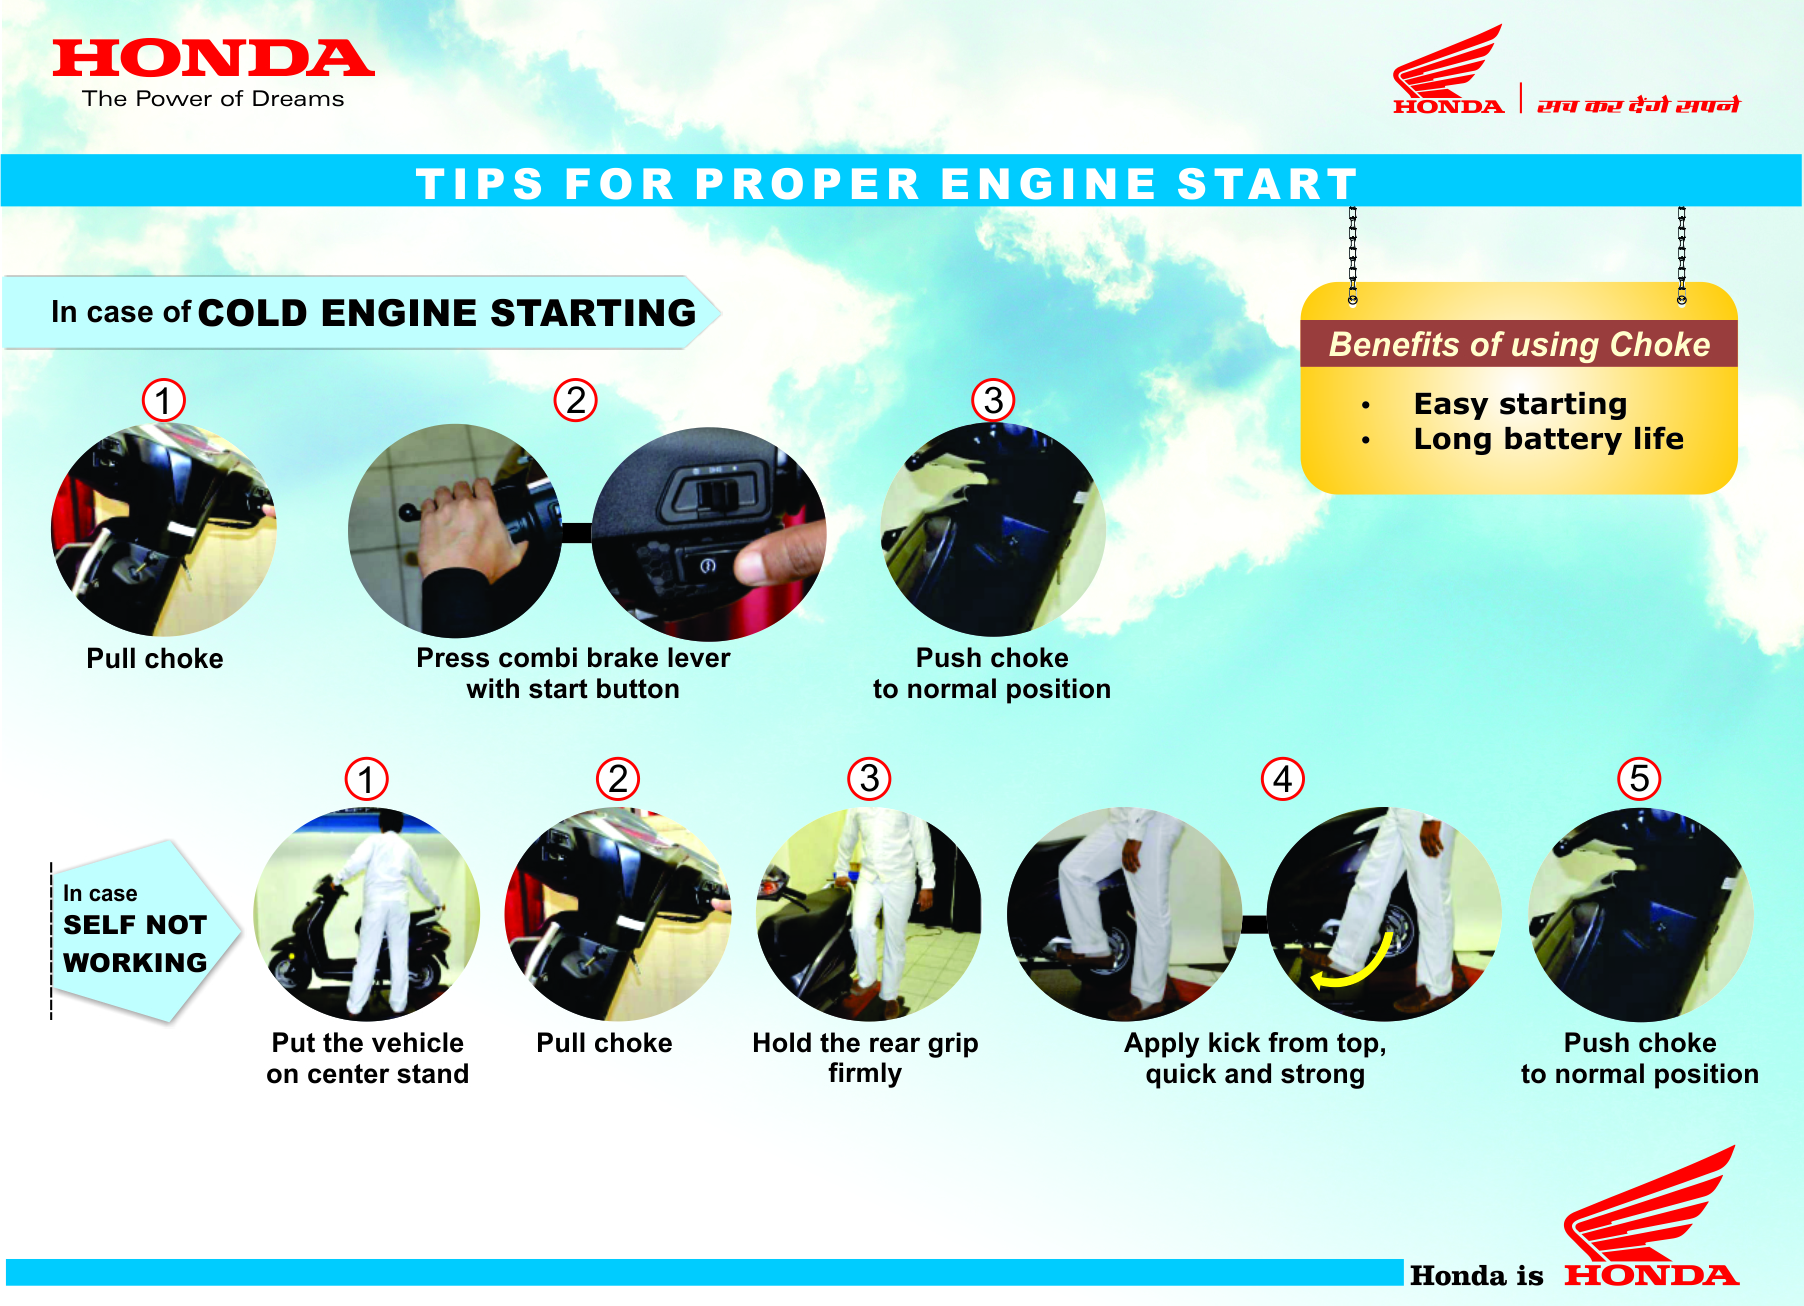 HONDA
The Power of Dreams
HONDA
सच कर देंगे सपने
TIPS FOR PROPER ENGINE START
In case of COLD ENGINE STARTING
Benefits of using Choke
• Easy starting
• Long battery life
1
2
3
Pull choke
Press combi brake lever
with start button
Push choke
to normal position
In case
SELF NOT
WORKING
1
2
3
4
5
Put the vehicle
on center stand
Pull choke
Hold the rear grip
firmly
Apply kick from top,
quick and strong
Push choke
to normal position
Honda is
HONDA